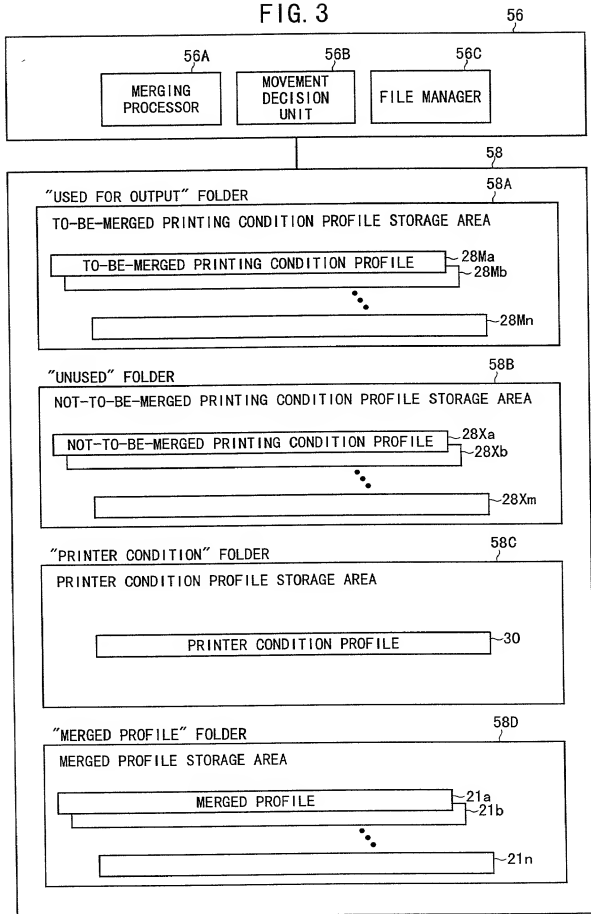 FIG. 3
56
56A
56B
56C
MERGING
PROCESSOR
MOVEMENT
DECISION
UNIT
FILE MANAGER
58
"USED FOR OUTPUT" FOLDER
58A
TO-BE-MERGED PRINTING CONDITION PROFILE STORAGE AREA
TO-BE-MERGED PRINTING CONDITION PROFILE
28Ma
28Mb
28Mn
"UNUSED" FOLDER
58B
NOT-TO-BE-MERGED PRINTING CONDITION PROFILE STORAGE AREA
NOT-TO-BE-MERGED PRINTING CONDITION PROFILE
28Xa
28Xb
28Xm
"PRINTER CONDITION" FOLDER
58C
PRINTER CONDITION PROFILE STORAGE AREA
PRINTER CONDITION PROFILE
30
"MERGED PROFILE" FOLDER
58D
MERGED PROFILE STORAGE AREA
MERGED PROFILE
21a
21b
21n